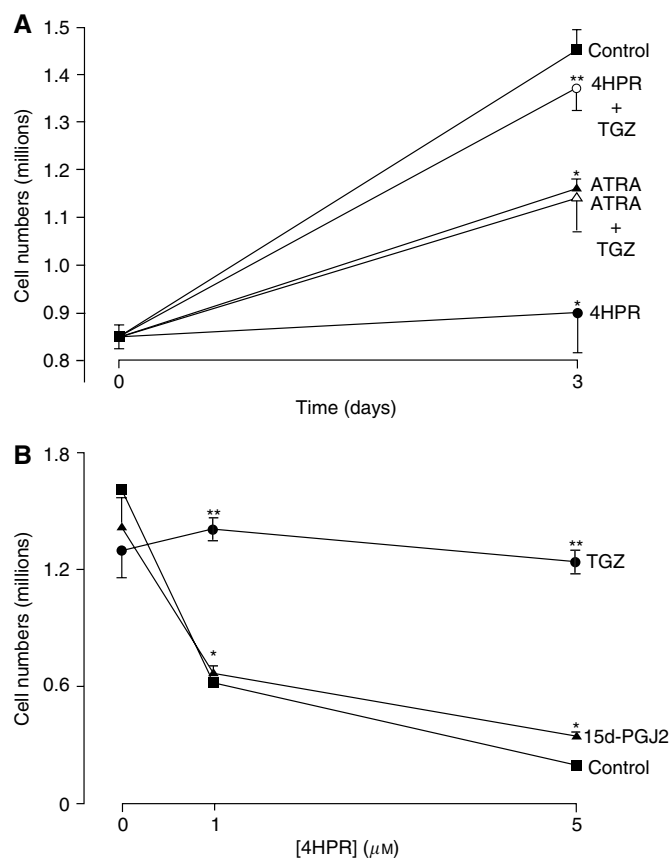 A
1.5
1.4
1.3
1.2
1.1
1.0
0.9
0.8
Cell numbers (millions)
Control
**
4HPR
+
TGZ
*
ATRA
ATRA
+
TGZ
*
4HPR
0
3
Time (days)
B
1.8
1.2
0.6
0
Cell numbers (millions)
**
**
TGZ
*
*
15d-PGJ2
Control
0
1
5
[4HPR] (μM)